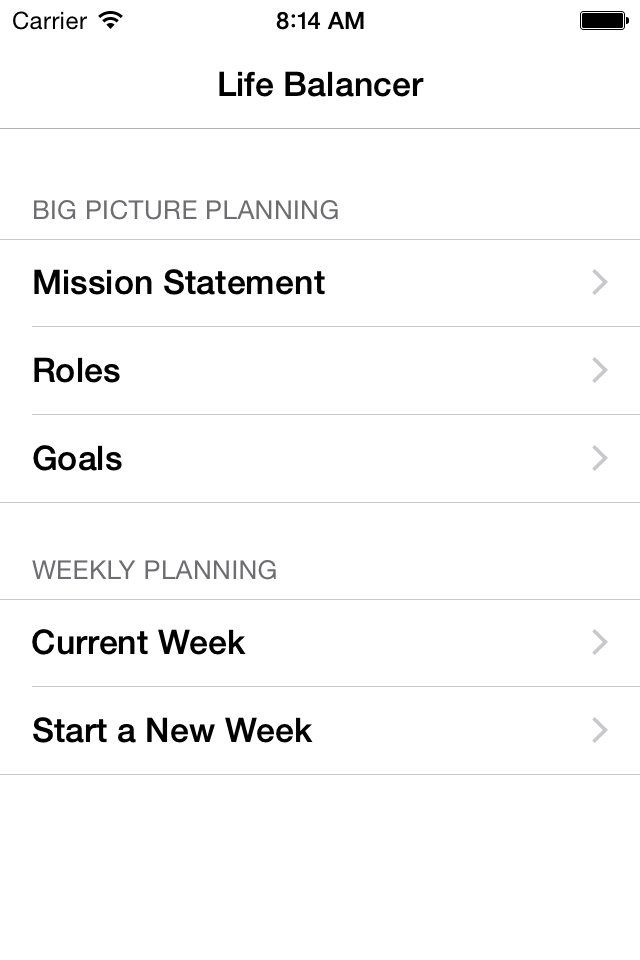 Carrier 8:14 AM
Life Balancer
BIG PICTURE PLANNING
Mission Statement
Roles
Goals
WEEKLY PLANNING
Current Week
Start a New Week